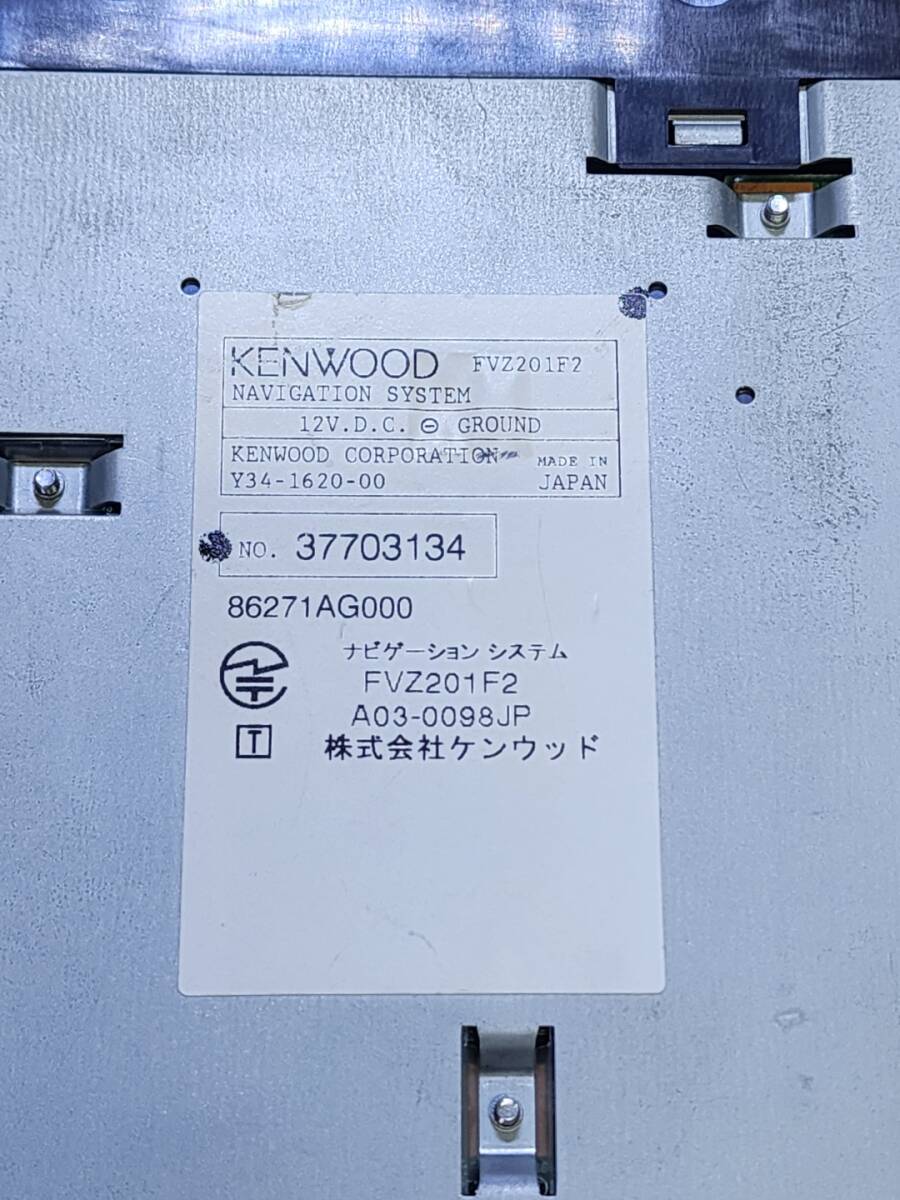 KENWOOD FVZ201F2
NAVIGATION SYSTEM
12V.D.C. ⊖ GROUND
KENWOOD CORPORATION MADE IN
Y34-1620-00 JAPAN
NO. 37703134
86271AG000
ナビゲーション システム
FVZ201F2
A03-0098JP
T 株式会社ケンウッド